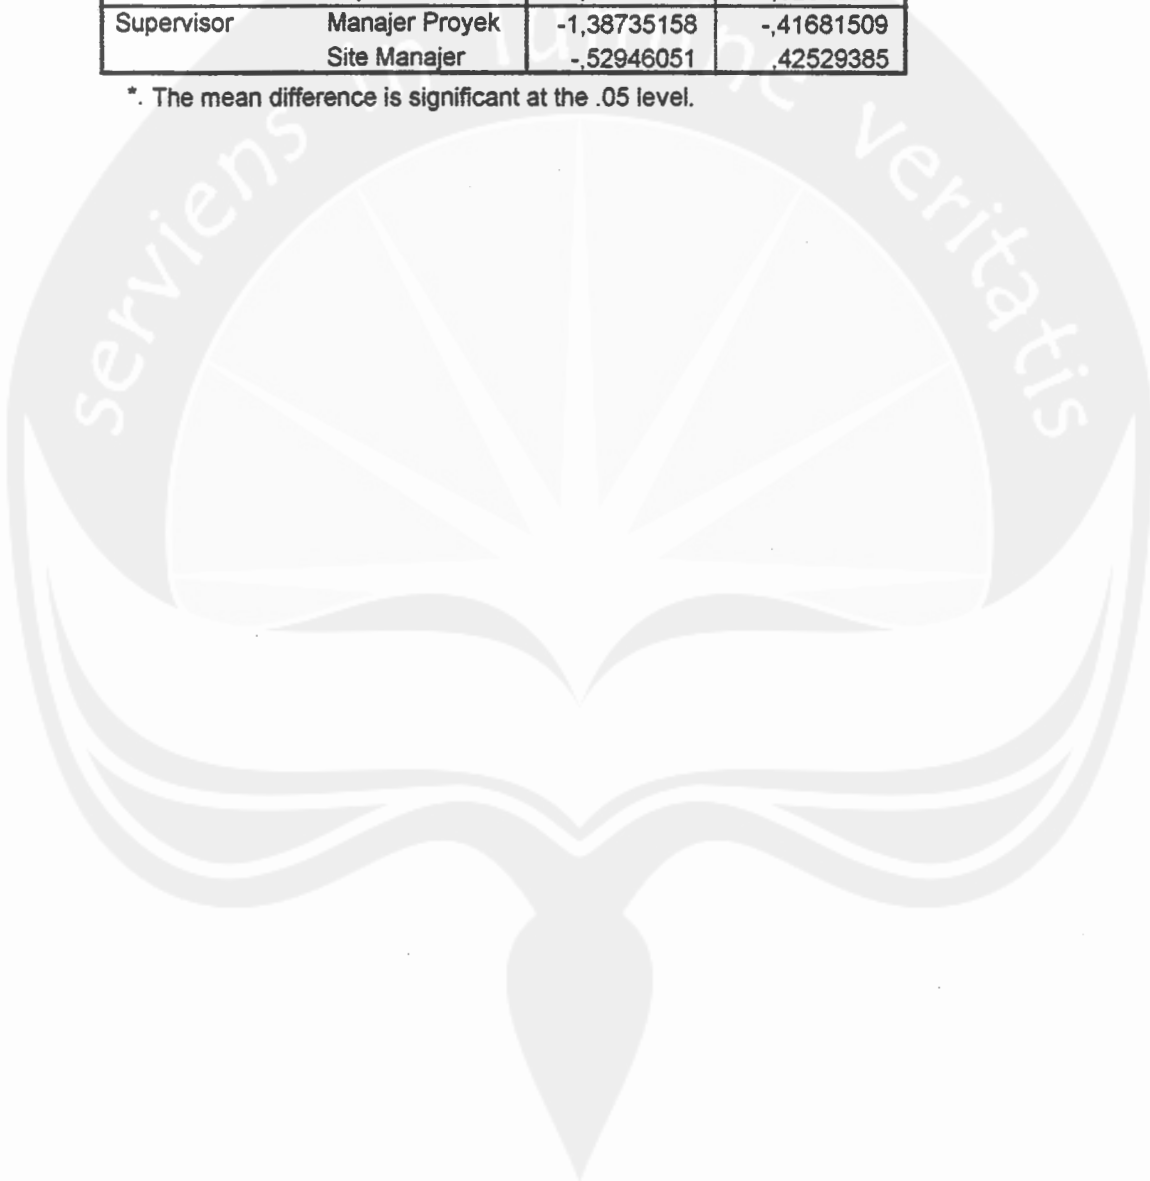 Supervisor Manajer Proyek -1,38735158 -,41681509
Site Manajer -,52946051 ,42529385
*. The mean difference is significant at the .05 level.
serviens in lumine veritatis